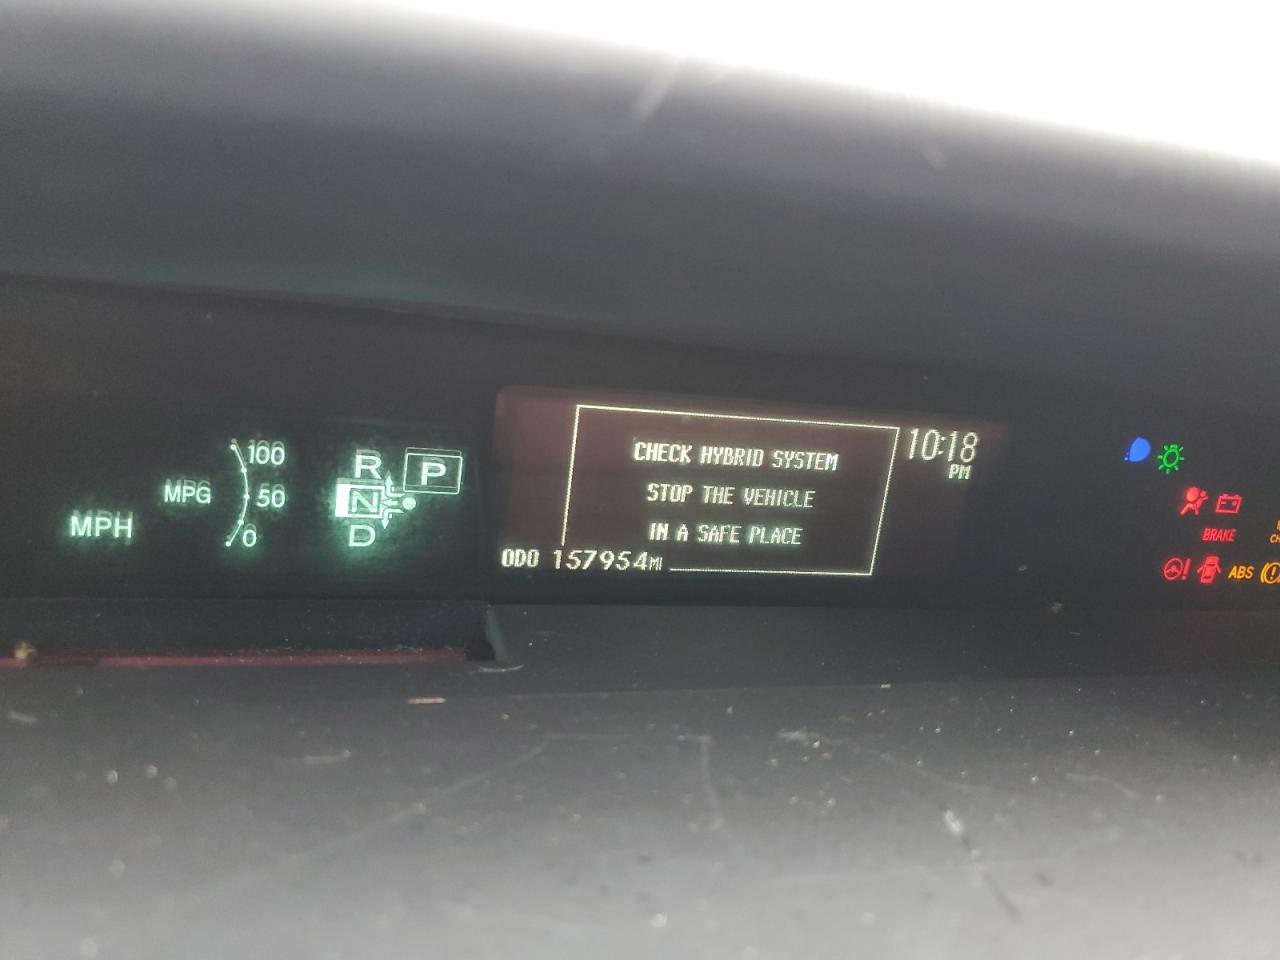 100
MPG
50
MPH
0
R
P
N
D
CHECK HYBRID SYSTEM
STOP THE VEHICLE
IN A SAFE PLACE
ODO 157954MI
10:18
PM
BRAKE
ABS